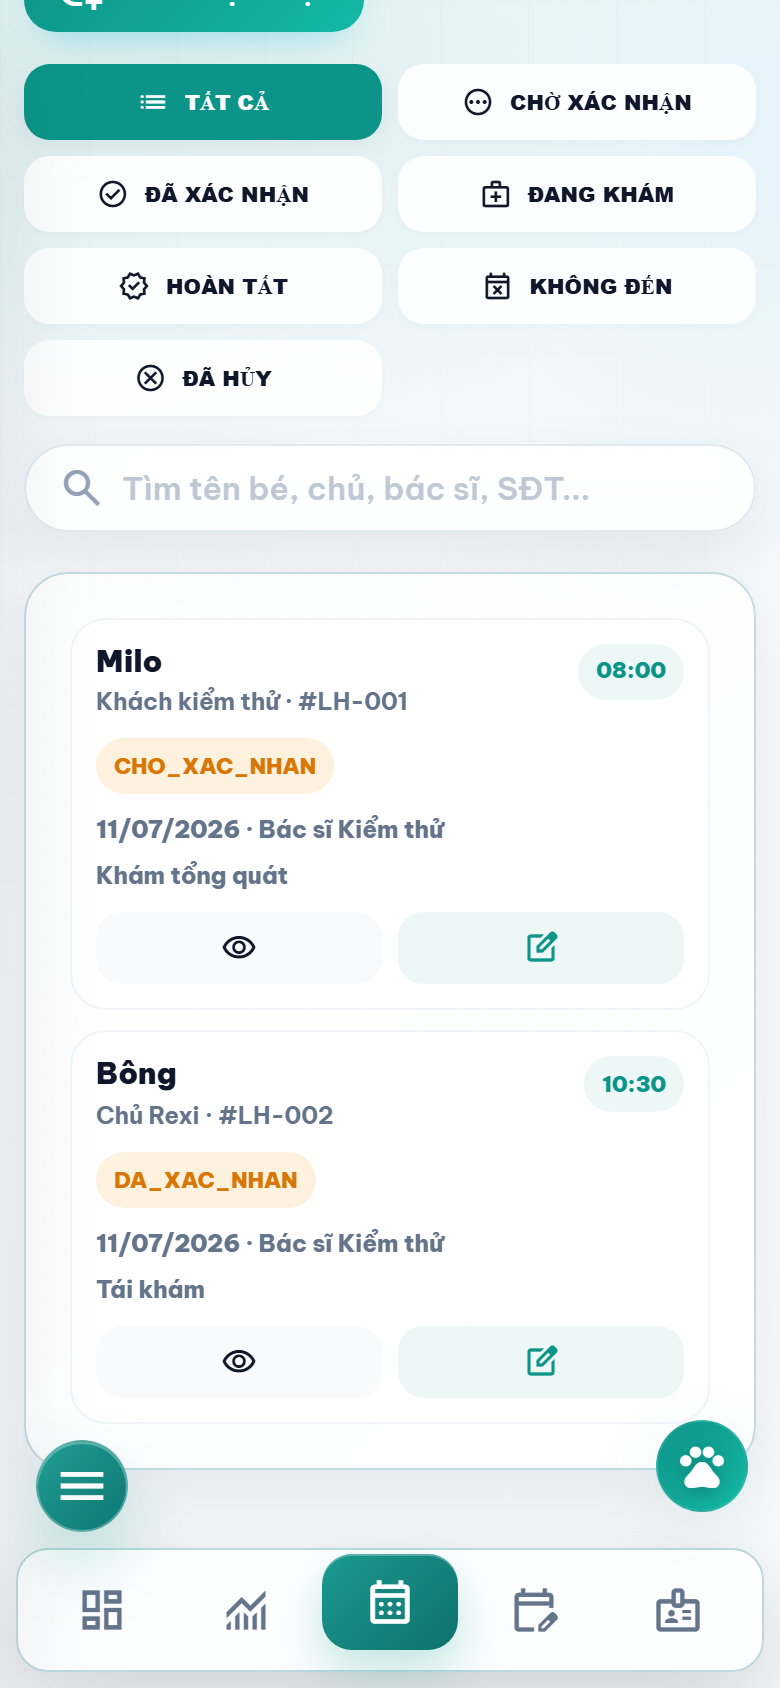 TẤT CẢ
CHỜ XÁC NHẬN
ĐÃ XÁC NHẬN
ĐANG KHÁM
HOÀN TẤT
KHÔNG ĐẾN
ĐÃ HỦY
Tìm tên bé, chủ, bác sĩ, SĐT...
Milo
08:00
Khách kiểm thử · #LH-001
CHO_XAC_NHAN
11/07/2026 · Bác sĩ Kiểm thử
Khám tổng quát
Bông
10:30
Chủ Rexi · #LH-002
DA_XAC_NHAN
11/07/2026 · Bác sĩ Kiểm thử
Tái khám